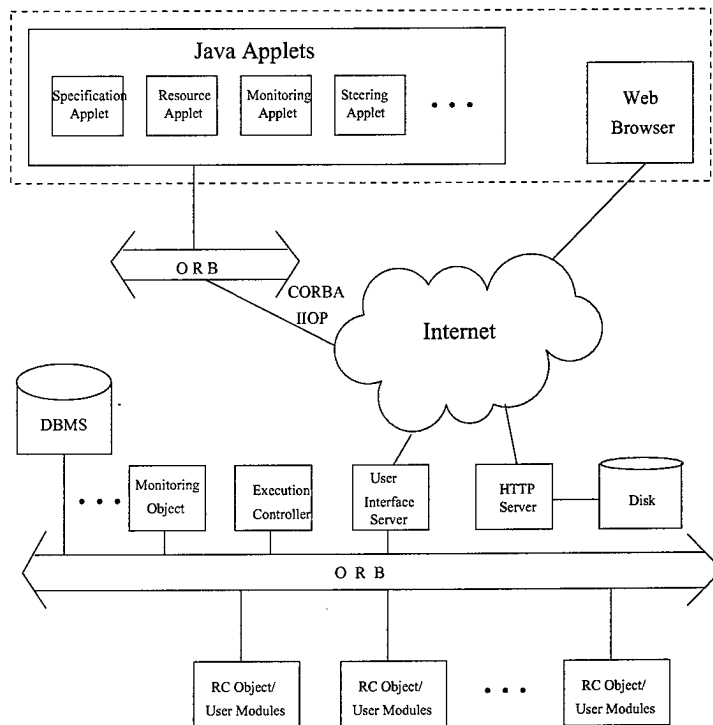 Java Applets
Specification
Applet
Resource
Applet
Monitoring
Applet
Steering
Applet
• • •
Web
Browser
O R B
CORBA
IIOP
Internet
DBMS
• • •
Monitoring
Object
Execution
Controller
User
Interface
Server
HTTP
Server
Disk
O R B
RC Object/
User Modules
RC Object/
User Modules
• • •
RC Object/
User Modules